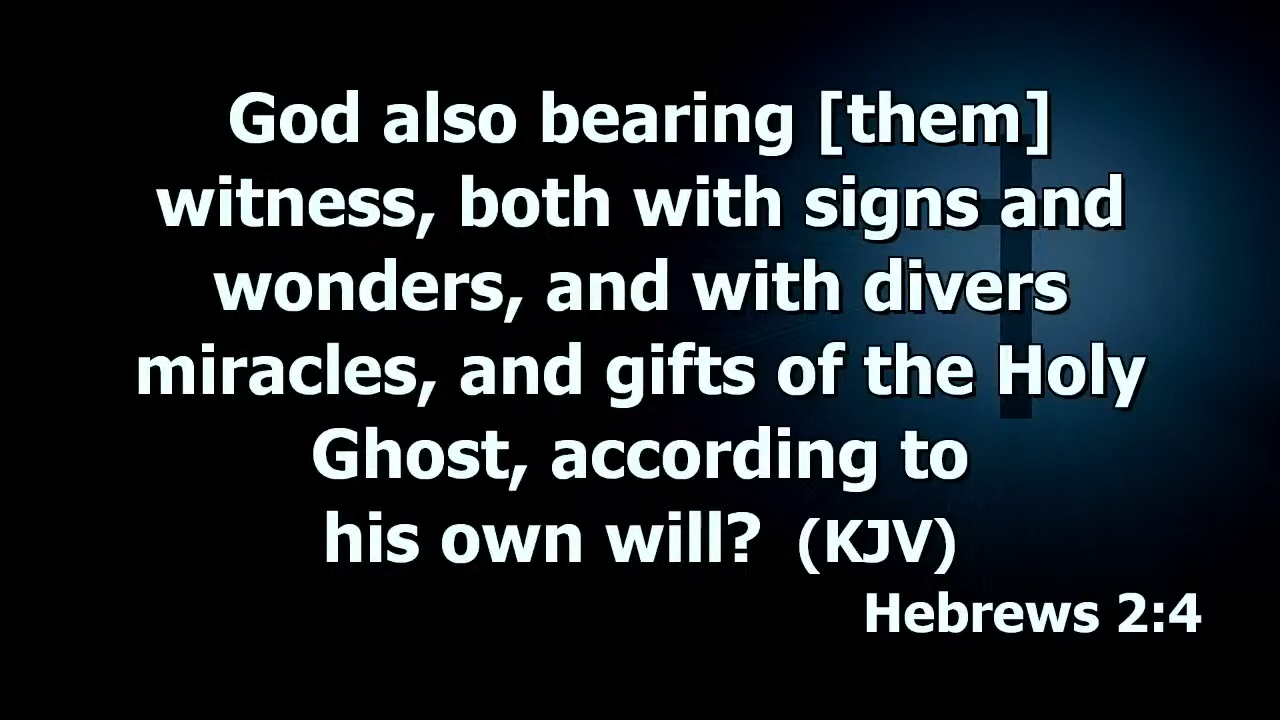 God also bearing [them]
witness, both with signs and
wonders, and with divers
miracles, and gifts of the Holy
Ghost, according to
his own will? (KJV)
Hebrews 2:4